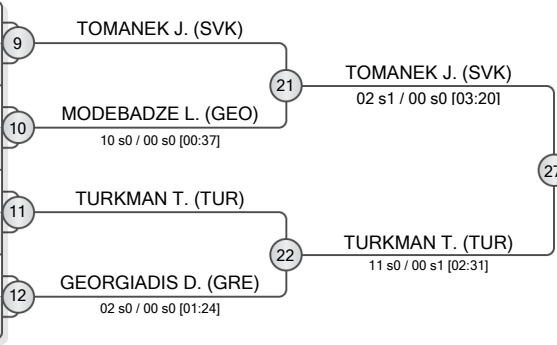 9
TOMANEK J. (SVK)
21
TOMANEK J. (SVK)
02 s1 / 00 s0 [03:20]
10
MODEBADZE L. (GEO)
10 s0 / 00 s0 [00:37]
27
11
TURKMAN T. (TUR)
22
TURKMAN T. (TUR)
11 s0 / 00 s1 [02:31]
12
GEORGIADIS D. (GRE)
02 s0 / 00 s0 [01:24]